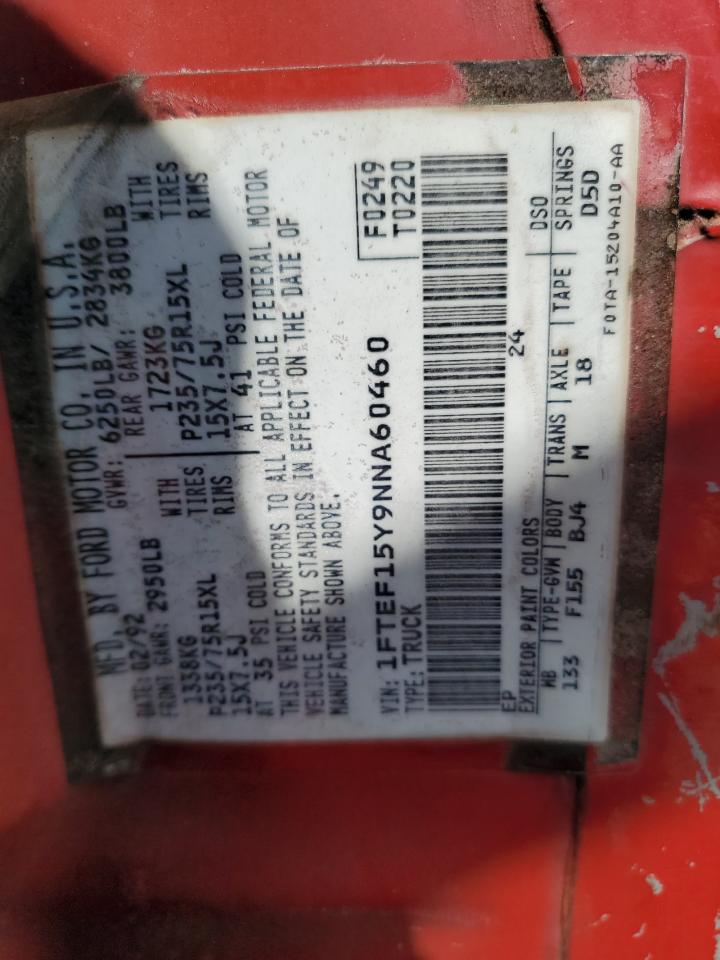 MFD. BY FORD MOTOR CO. IN U.S.A.
DATE: 02/92 GVWR: 6250LB/ 2834KG
FRONT GAWR: 2950LB REAR GAWR: 3800LB
1338KG WITH 1723KG WITH
P235/75R15XL TIRES P235/75R15XL TIRES
15X7.5J RIMS 15X7.5J RIMS
AT 35 PSI COLD AT 41 PSI COLD
THIS VEHICLE CONFORMS TO ALL APPLICABLE FEDERAL MOTOR
VEHICLE SAFETY STANDARDS IN EFFECT ON THE DATE OF
MANUFACTURE SHOWN ABOVE.
VIN: 1FTEF15Y9NNA60460 F0249
TYPE: TRUCK T0220
EP 24
EXTERIOR PAINT COLORS DSO
WB TYPE-GVW BODY TRANS AXLE TAPE SPRINGS
133 F155 BJ4 M 18 D5D
F0TA-15204A10-AA